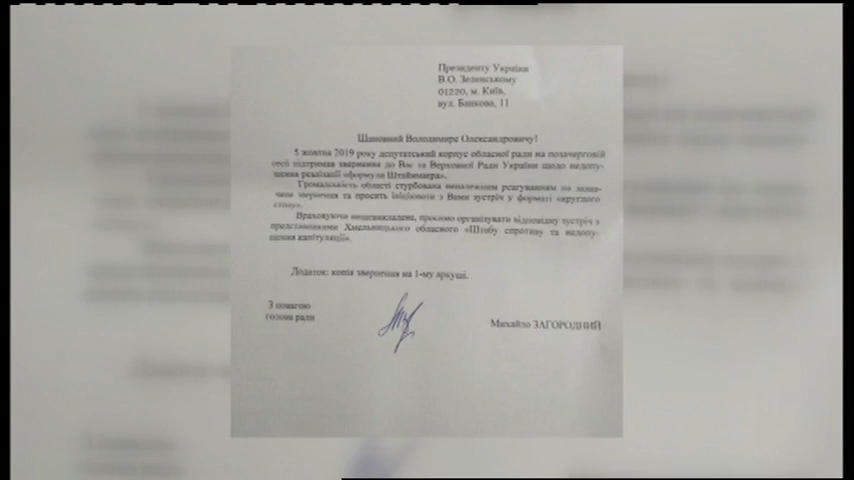 Президенту України
В.О. Зеленському
01220, м. Київ,
вул. Банкова, 11
Шановний Володимире Олександровичу!
5 жовтня 2019 року депутатський корпус обласної ради на позачерговій
сесії підтримав звернення до Вас та Верховної Ради України щодо недопу-
щення реалізації «формули Штайнмаєра».
Громадськість області стурбована неналежним реагуванням на зазна-
чене звернення та просить ініціювати з Вами зустріч у форматі «круглого
столу».
Враховуючи вищевикладене, просимо організувати відповідну зустріч з
представниками Хмельницького обласного «Штабу спротиву та недопу-
щення капітуляції».
Додаток: копія звернення на 1-му аркуші.
З повагою
голова ради
Михайло ЗАГОРОДНИЙ